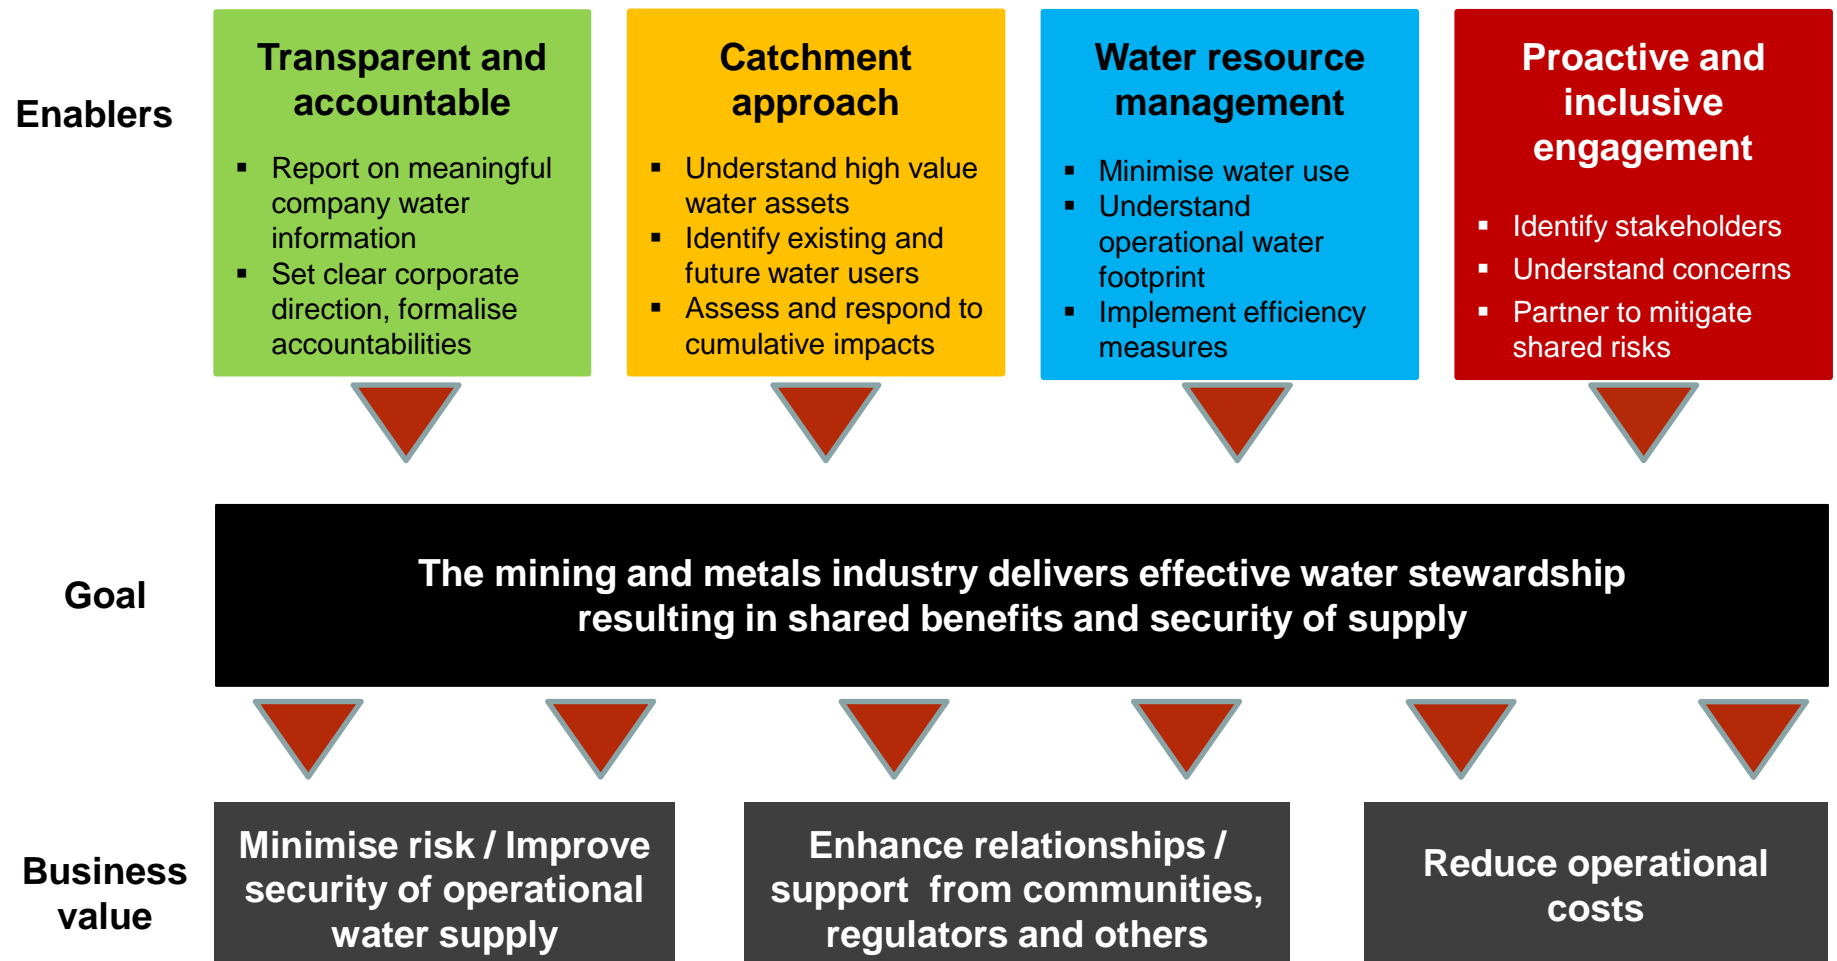 Enablers
Transparent and
accountable
▪ Report on meaningful
company water
information
▪ Set clear corporate
direction, formalise
accountabilities
Catchment
approach
▪ Understand high value
water assets
▪ Identify existing and
future water users
▪ Assess and respond to
cumulative impacts
Water resource
management
▪ Minimise water use
▪ Understand
operational water
footprint
▪ Implement efficiency
measures
Proactive and
inclusive
engagement
▪ Identify stakeholders
▪ Understand concerns
▪ Partner to mitigate
shared risks
Goal
The mining and metals industry delivers effective water stewardship
resulting in shared benefits and security of supply
Business
value
Minimise risk / Improve
security of operational
water supply
Enhance relationships /
support from communities,
regulators and others
Reduce operational
costs